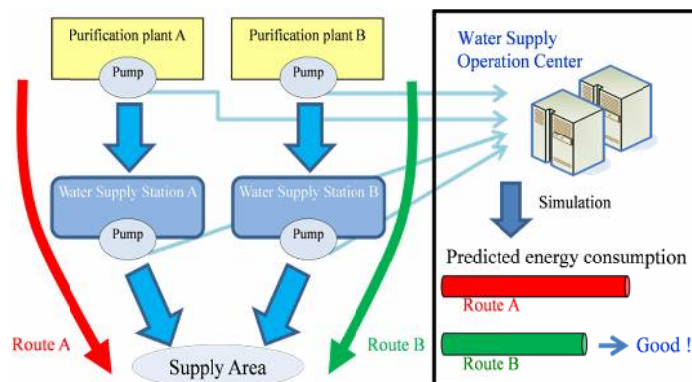 Purification plant A
Pump
Purification plant B
Pump
Water Supply Station A
Pump
Water Supply Station B
Pump
Route A
Supply Area
Route B
Water Supply
Operation Center
Simulation
Predicted energy consumption
Route A
Route B
Good !